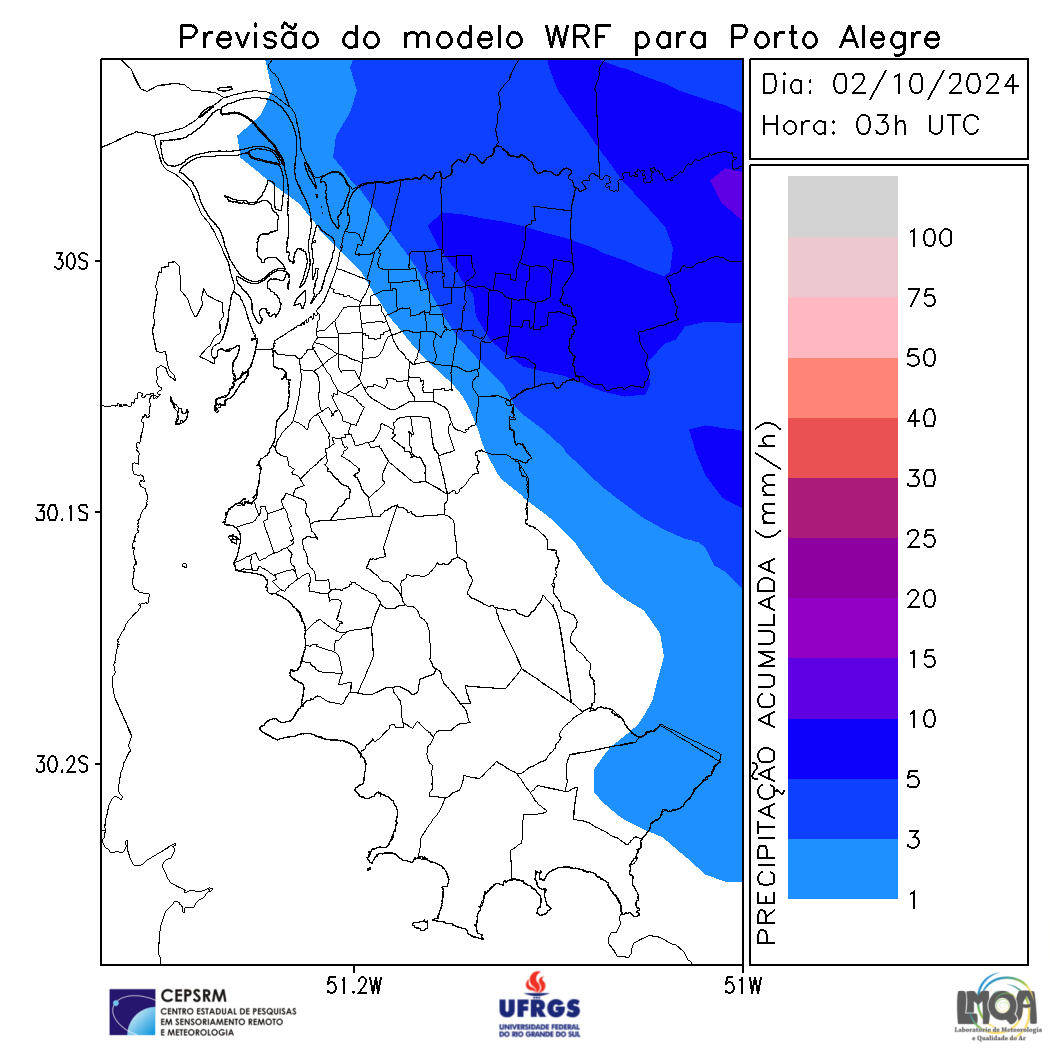 Previsão do modelo WRF para Porto Alegre
Dia: 02/10/2024
Hora: 03h UTC
30S
30.1S
30.2S
51.2W
51W
PRECIPITAÇÃO ACUMULADA (mm/h)
100
75
50
40
30
25
20
15
10
5
3
1
CEPSRM
CENTRO ESTADUAL DE PESQUISAS
EM SENSORIAMENTO REMOTO
E METEOROLOGIA
UFRGS
UNIVERSIDADE FEDERAL
DO RIO GRANDE DO SUL
LMQA
Laboratório de Meteorologia
e Qualidade do Ar